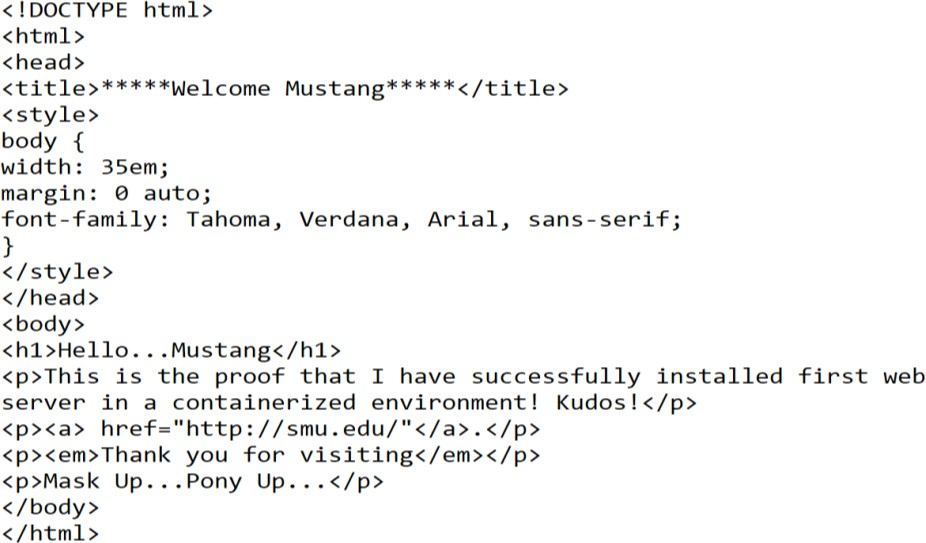 <!DOCTYPE html>
<html>
<head>
<title>*****Welcome Mustang*****</title>
<style>
body {
width: 35em;
margin: 0 auto;
font-family: Tahoma, Verdana, Arial, sans-serif;
}
</style>
</head>
<body>
<h1>Hello...Mustang</h1>
<p>This is the proof that I have successfully installed first web
server in a containerized environment! Kudos!</p>
<p><a> href="http://smu.edu/"</a>.</p>
<p><em>Thank you for visiting</em></p>
<p>Mask Up...Pony Up...</p>
</body>
</html>